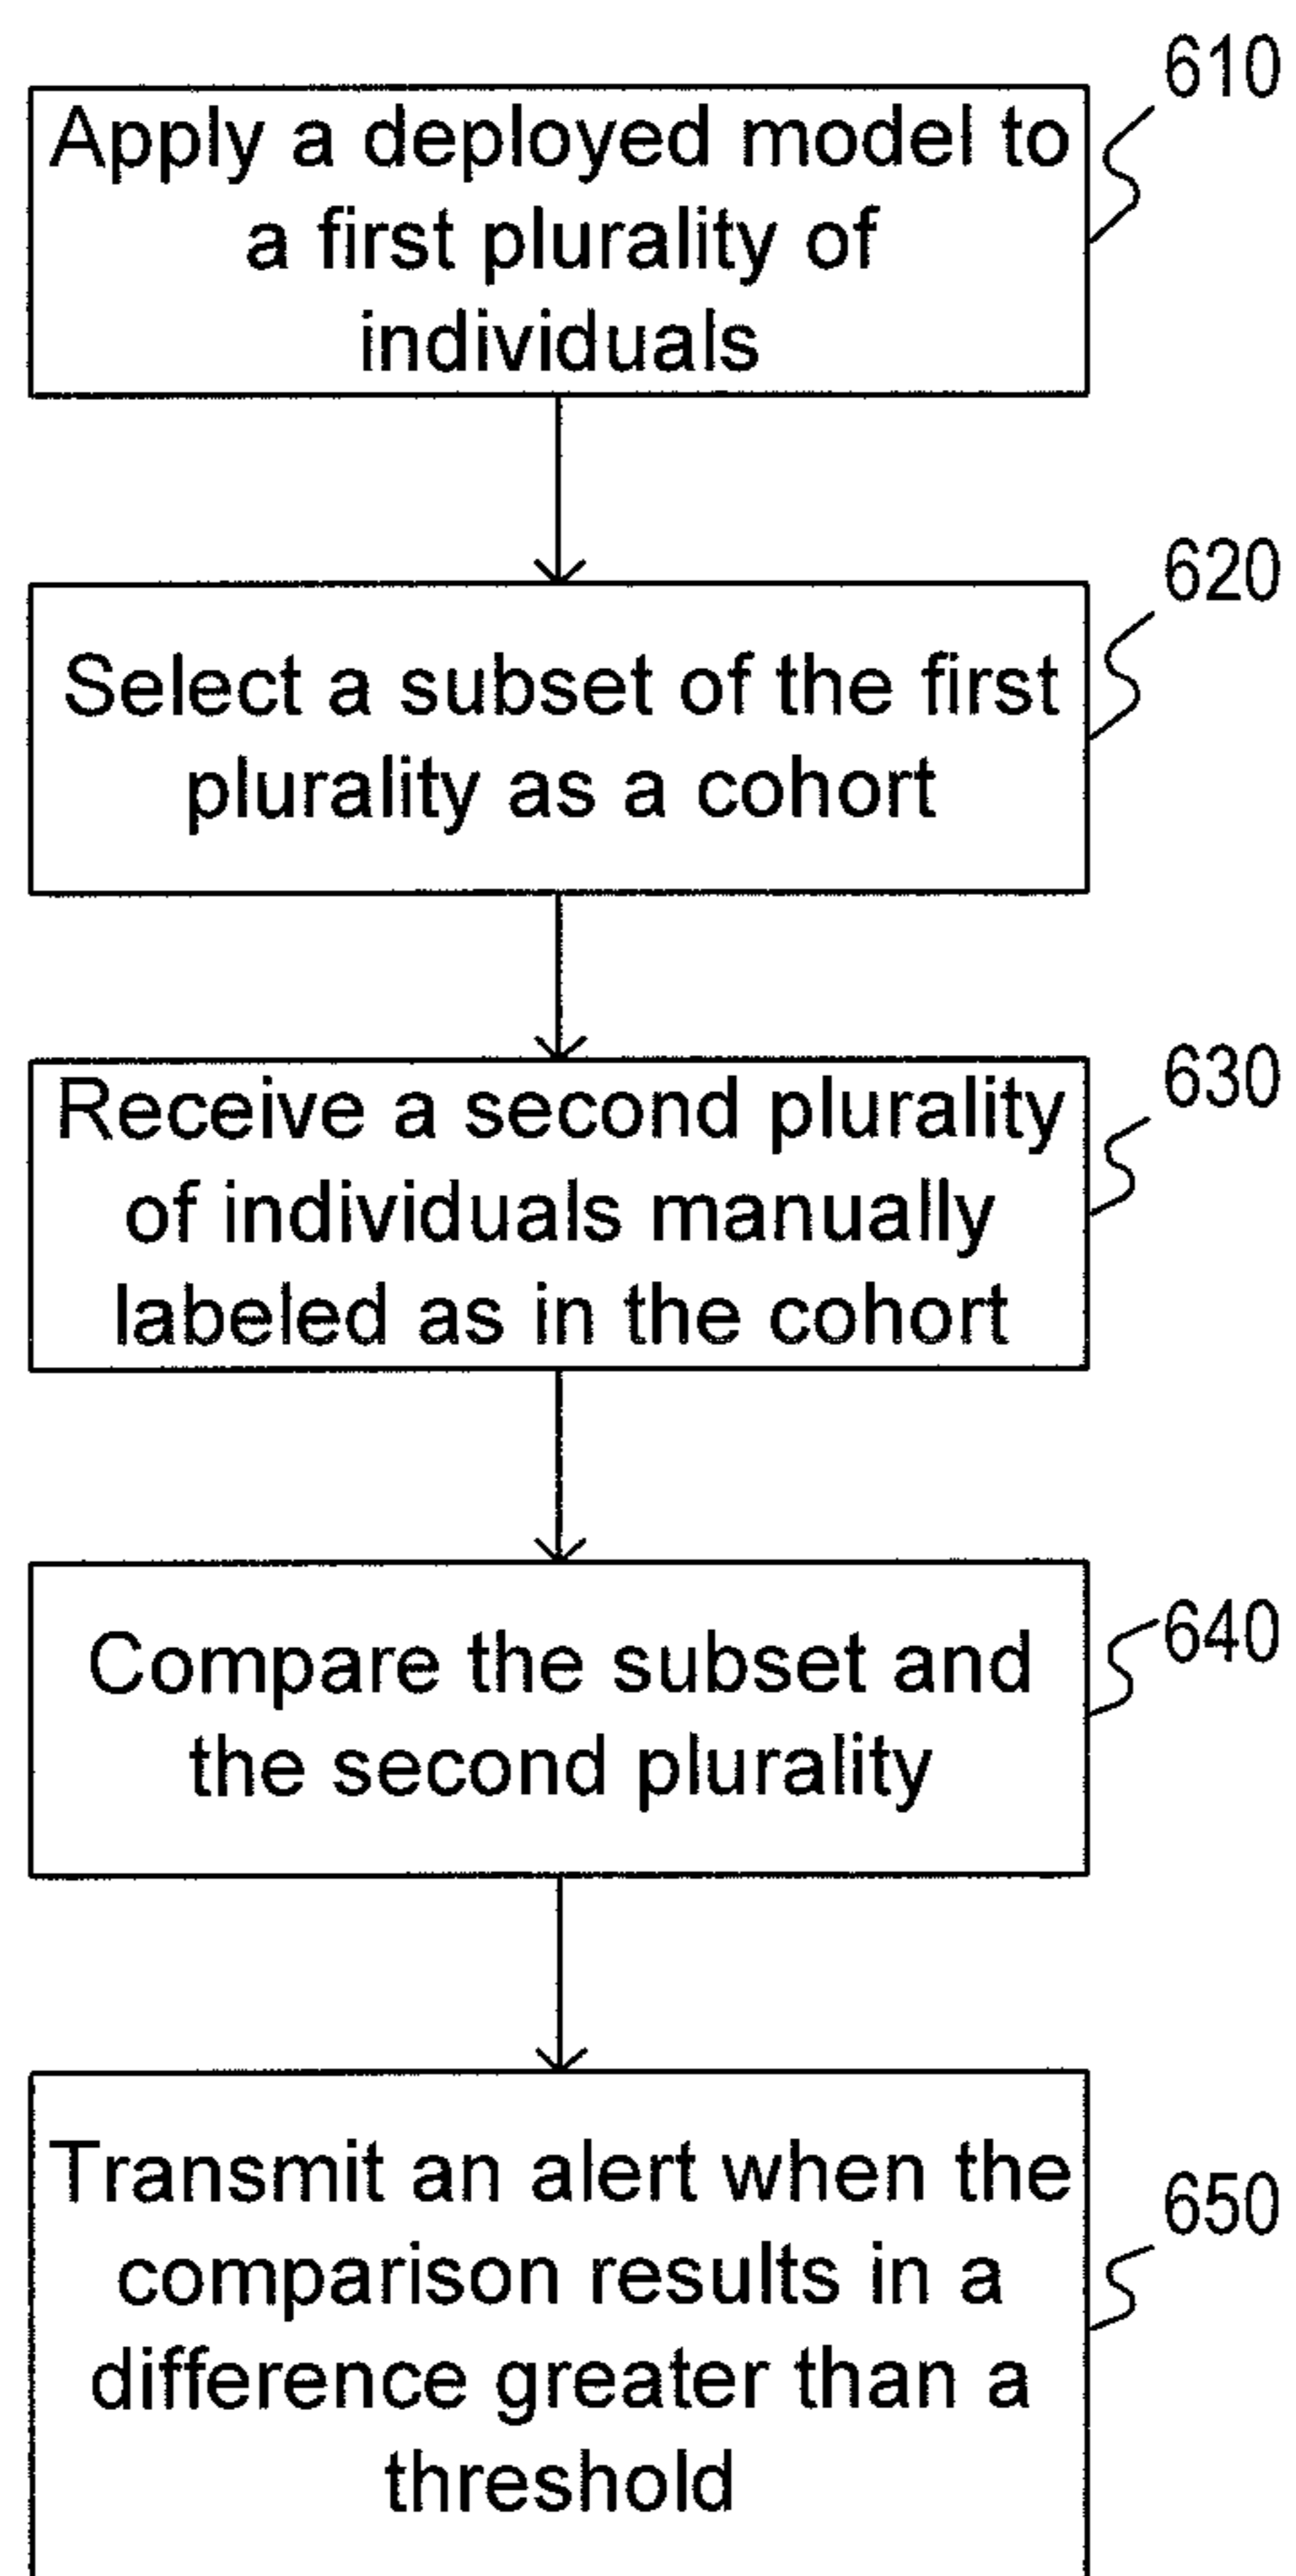 610
Apply a deployed model to
a first plurality of
individuals
620
Select a subset of the first
plurality as a cohort
630
Receive a second plurality
of individuals manually
labeled as in the cohort
640
Compare the subset and
the second plurality
650
Transmit an alert when the
comparison results in a
difference greater than a
threshold